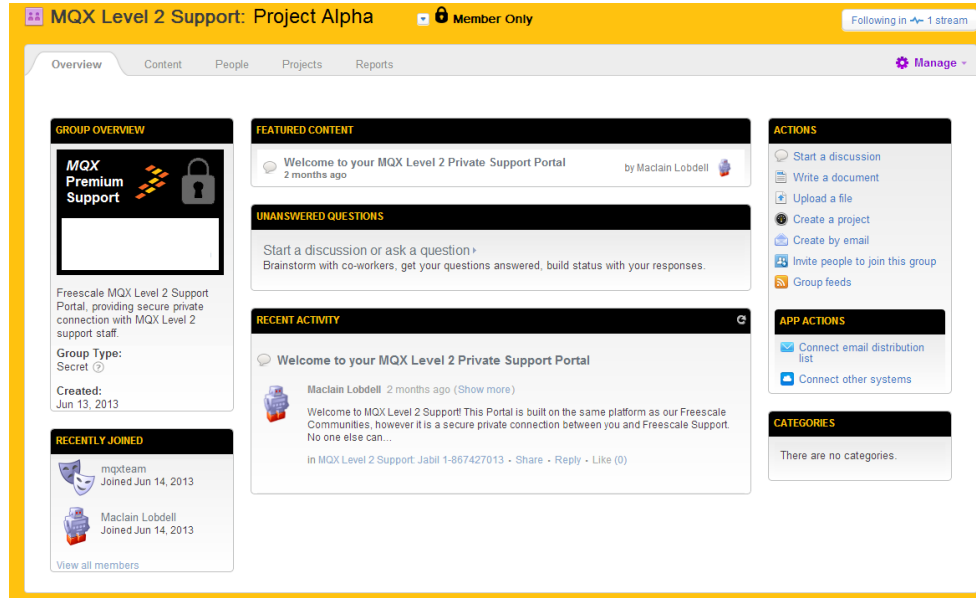 MQX Level 2 Support: Project Alpha
Member Only
Following in 1 stream
Overview
Content
People
Projects
Reports
Manage
GROUP OVERVIEW
MQX
Premium
Support
Freescale MQX Level 2 Support
Portal, providing secure private
connection with MQX Level 2
support staff.
Group Type:
Secret ?
Created:
Jun 13, 2013
RECENTLY JOINED
mqxteam
Joined Jun 14, 2013
Maclain Lobdell
Joined Jun 14, 2013
View all members
FEATURED CONTENT
Welcome to your MQX Level 2 Private Support Portal
2 months ago
by Maclain Lobdell
UNANSWERED QUESTIONS
Start a discussion or ask a question
Brainstorm with co-workers, get your questions answered, build status with your responses.
RECENT ACTIVITY
Welcome to your MQX Level 2 Private Support Portal
Maclain Lobdell 2 months ago (Show more)
Welcome to MQX Level 2 Support! This Portal is built on the same platform as our Freescale
Communities, however it is a secure private connection between you and Freescale Support.
No one else can...
in MQX Level 2 Support: Jabil 1-867427013 - Share - Reply - Like (0)
ACTIONS
Start a discussion
Write a document
Upload a file
Create a project
Create by email
Invite people to join this group
Group feeds
APP ACTIONS
Connect email distribution
list
Connect other systems
CATEGORIES
There are no categories.